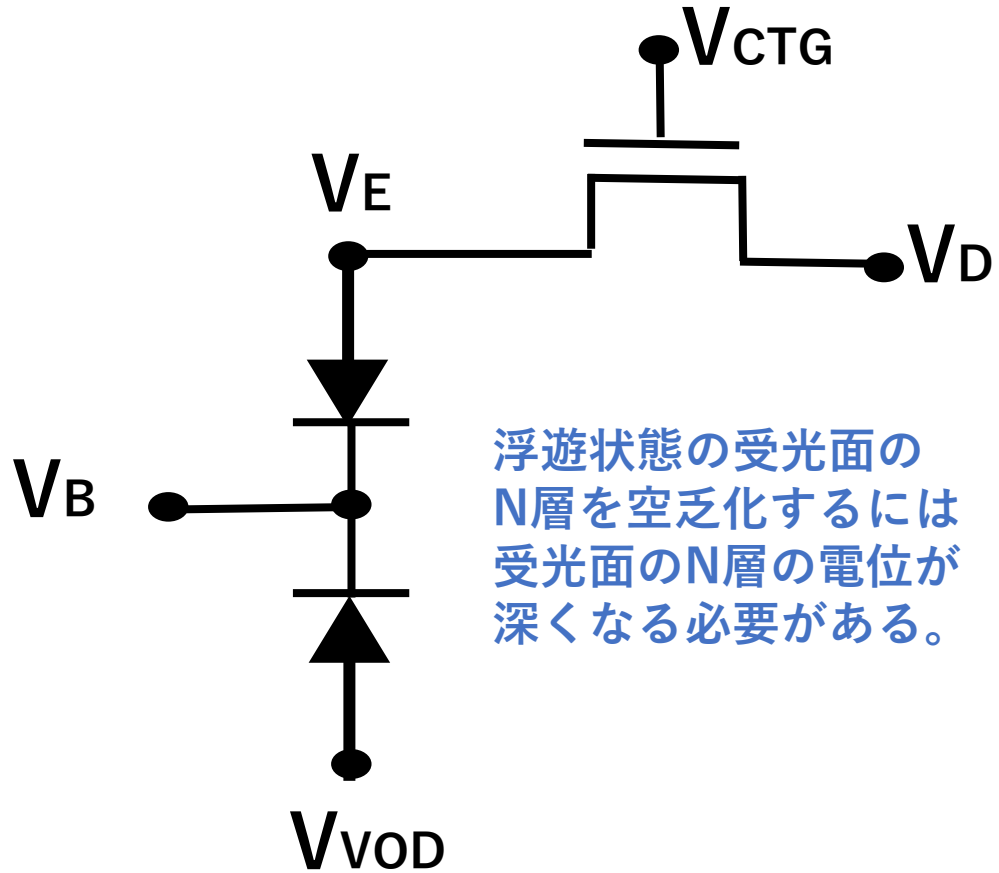 VCTG
VE
VD
VB
浮遊状態の受光面の
N層を空乏化するには
受光面のN層の電位が
深くなる必要がある。
VVOD